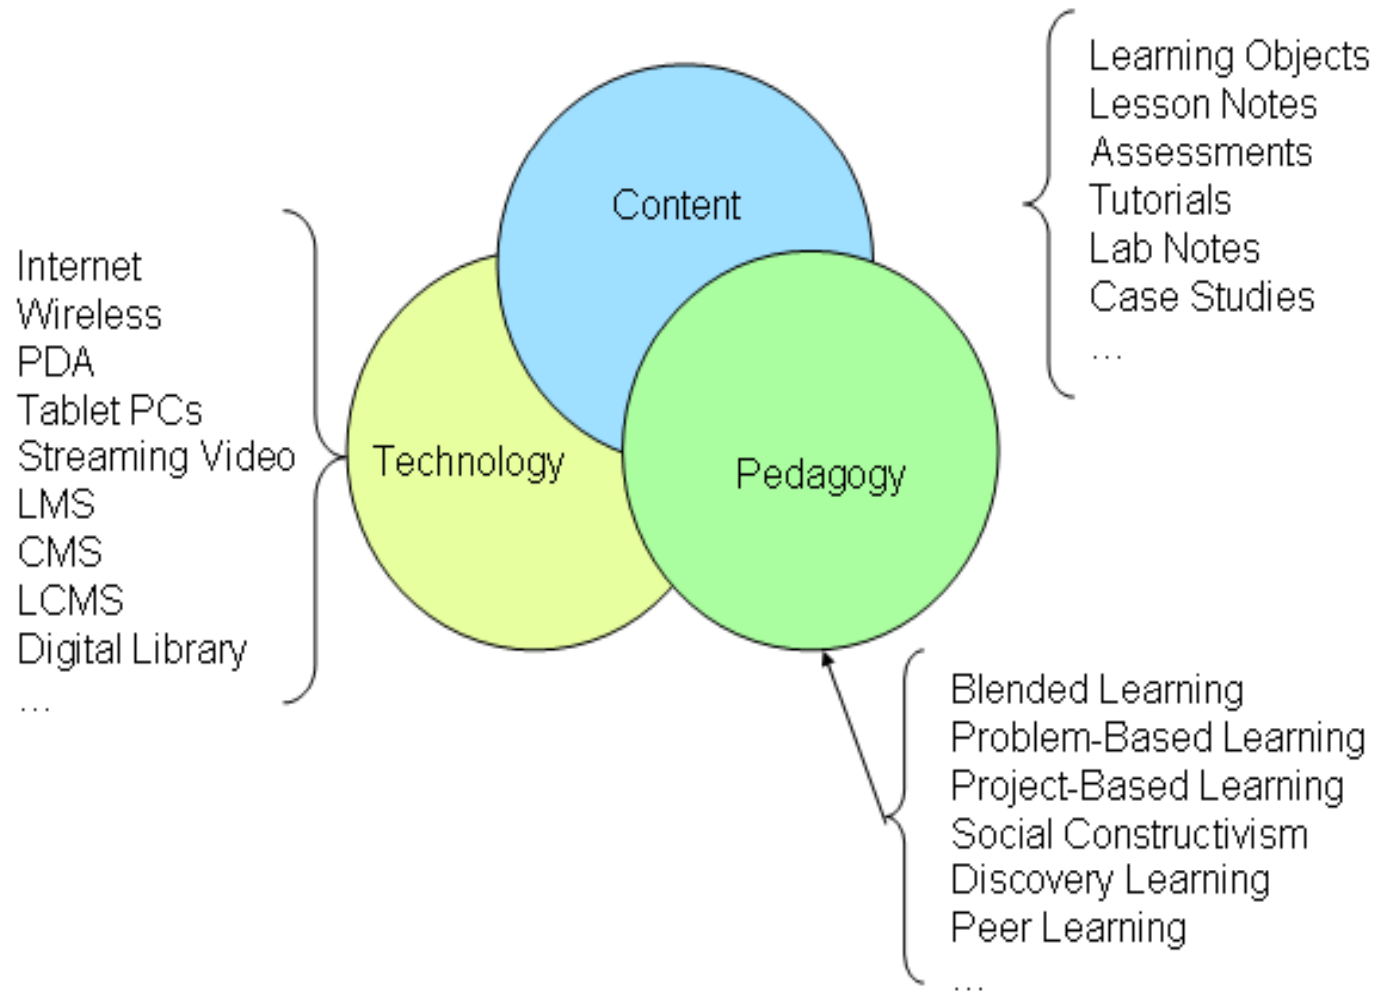 Content
Technology
Pedagogy
Learning Objects
Lesson Notes
Assessments
Tutorials
Lab Notes
Case Studies
...
Internet
Wireless
PDA
Tablet PCs
Streaming Video
LMS
CMS
LCMS
Digital Library
...
Blended Learning
Problem-Based Learning
Project-Based Learning
Social Constructivism
Discovery Learning
Peer Learning
...